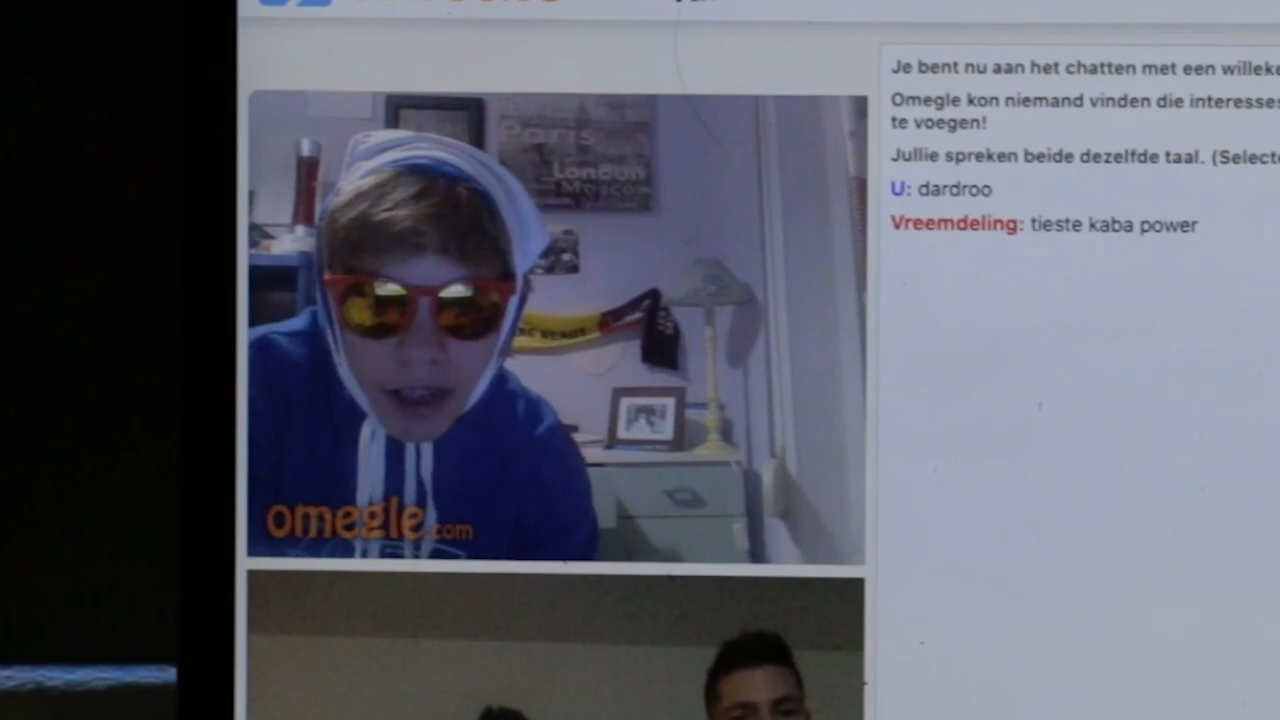 Je bent nu aan het chatten met een willeke
Omegle kon niemand vinden die interesses
te voegen!
Jullie spreken beide dezelfde taal. (Selecte
U: dardroo
Vreemdeling: tieste kaba power
Paris
London
Moscow
omegle.com